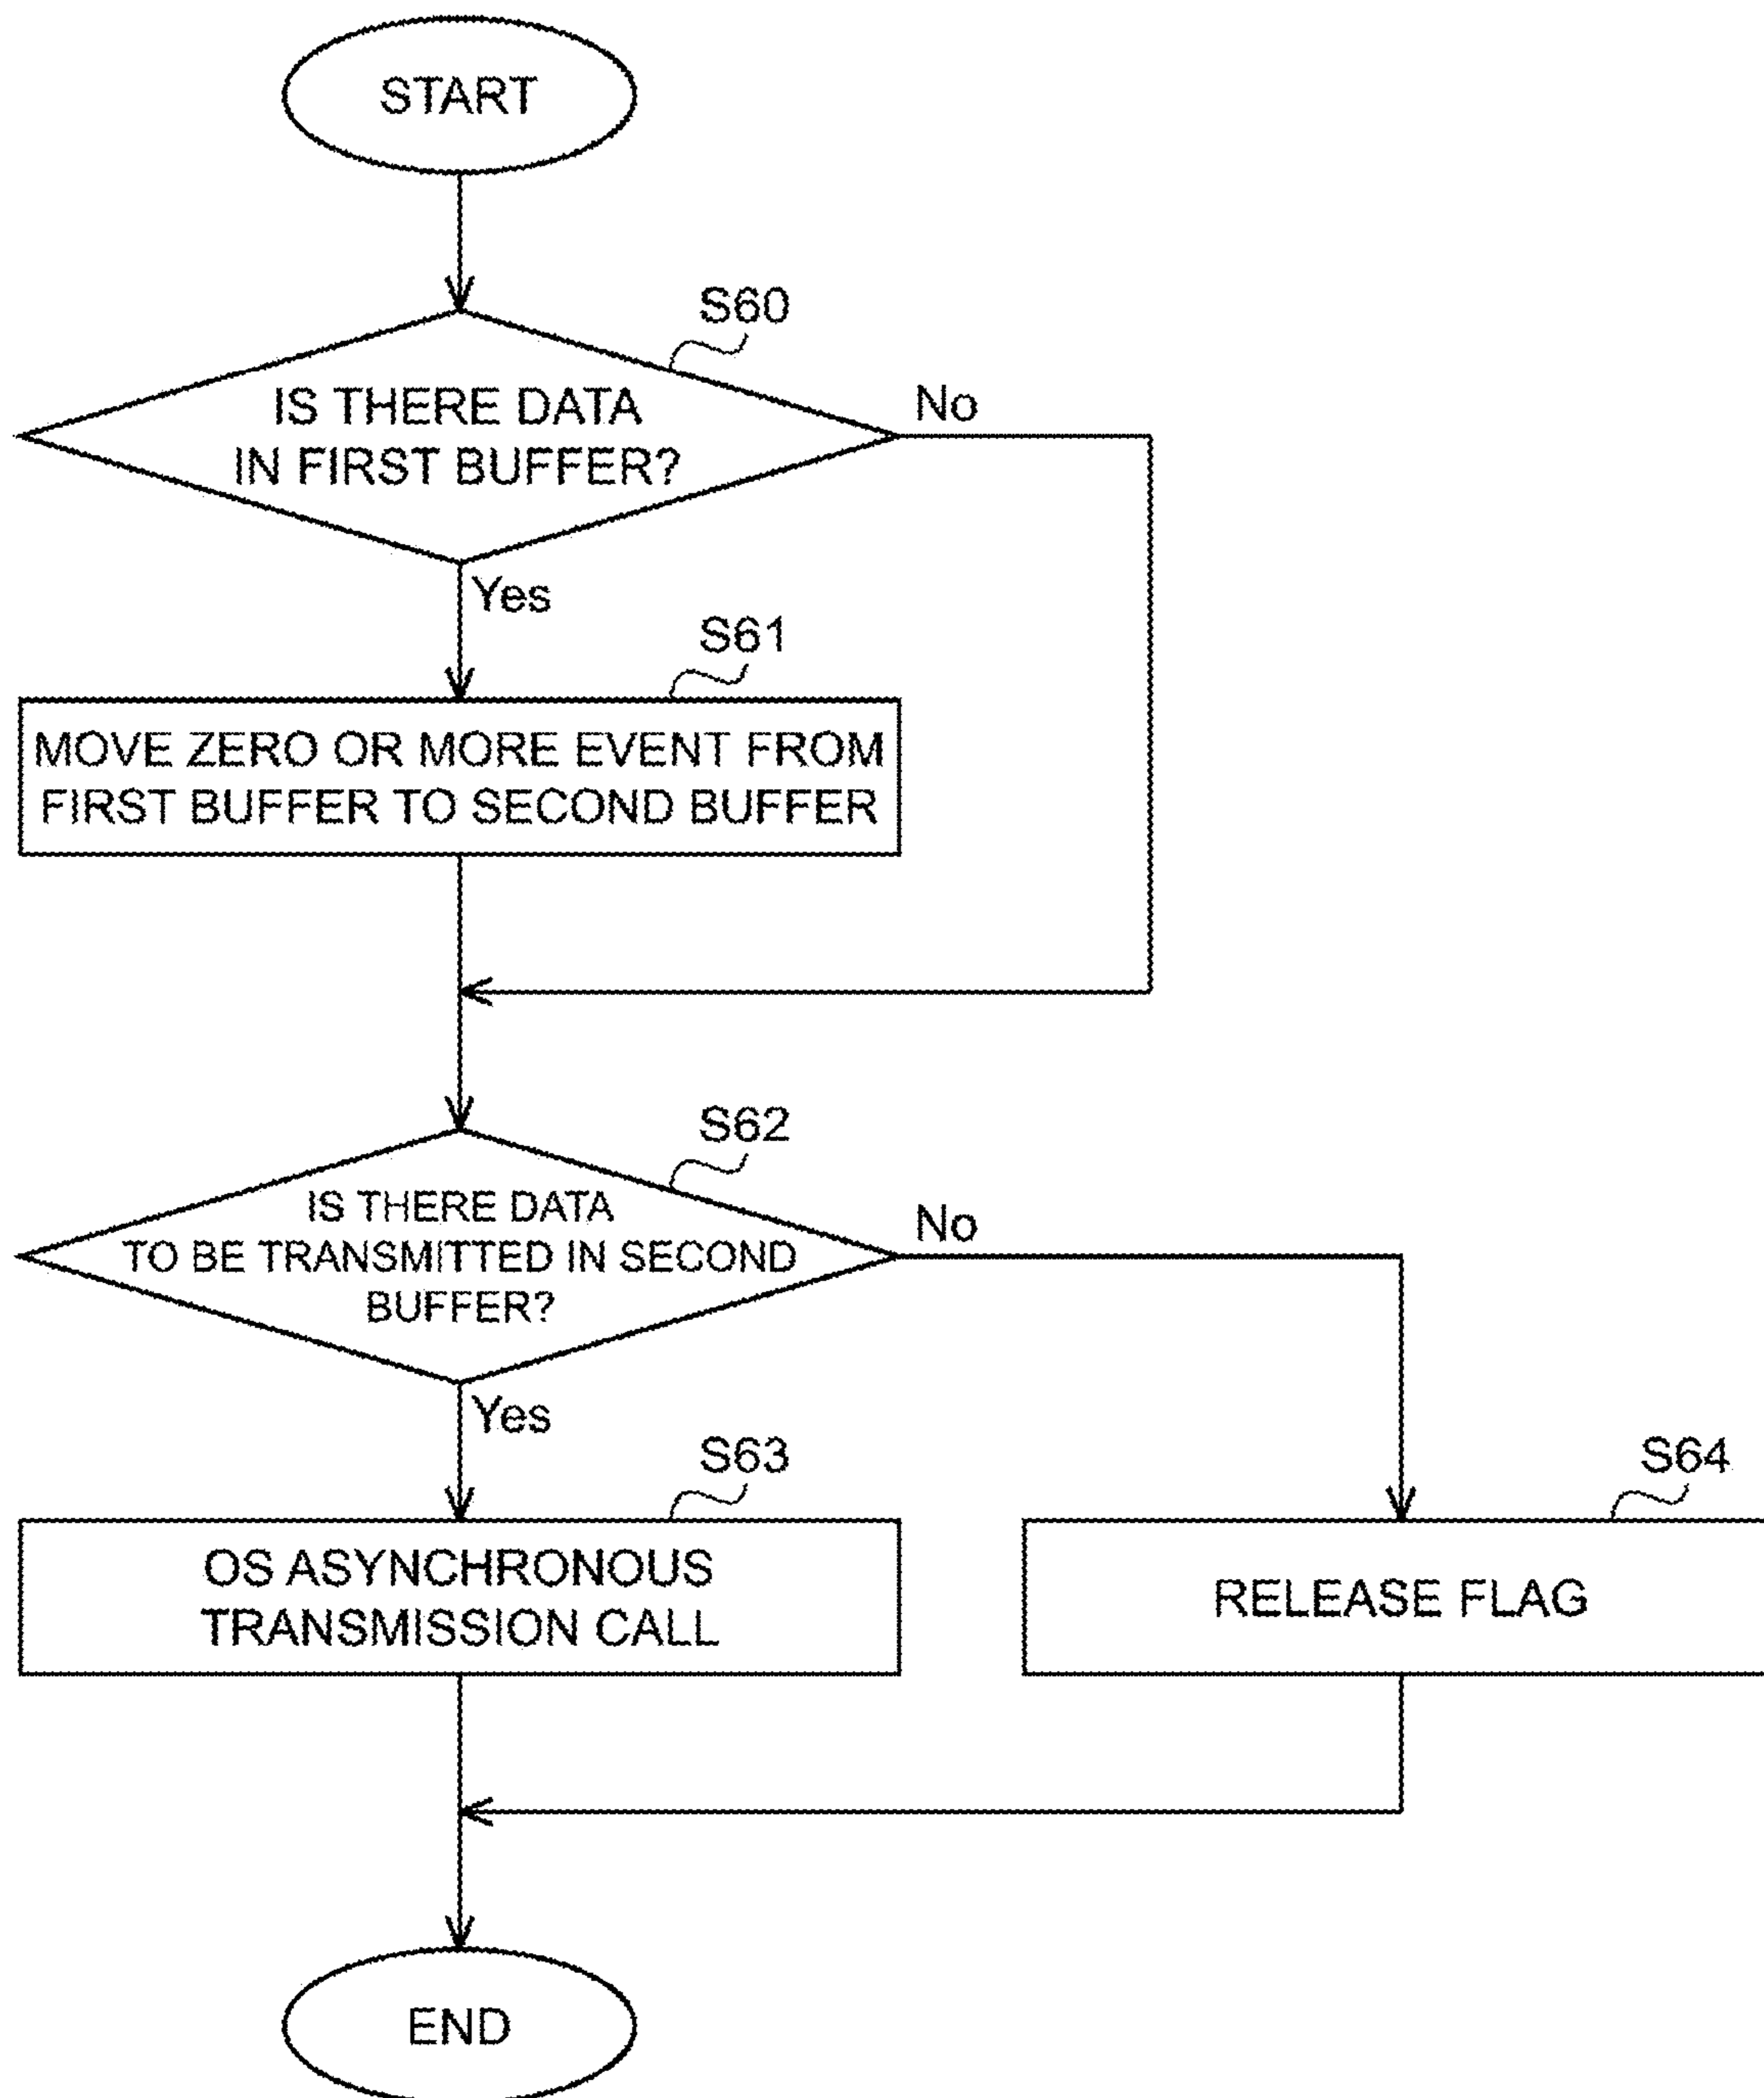 START
S60
IS THERE DATA
IN FIRST BUFFER?
No
Yes
S61
MOVE ZERO OR MORE EVENT FROM
FIRST BUFFER TO SECOND BUFFER
S62
IS THERE DATA
TO BE TRANSMITTED IN SECOND
BUFFER?
No
Yes
S63
OS ASYNCHRONOUS
TRANSMISSION CALL
S64
RELEASE FLAG
END